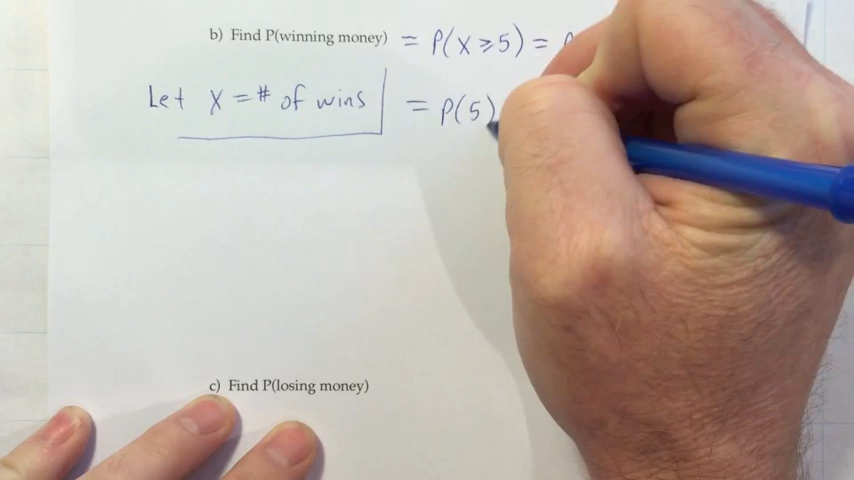 b) Find P(winning money) = P(X ≥ 5) =
Let X = # of wins = P(5)
c) Find P(losing money)